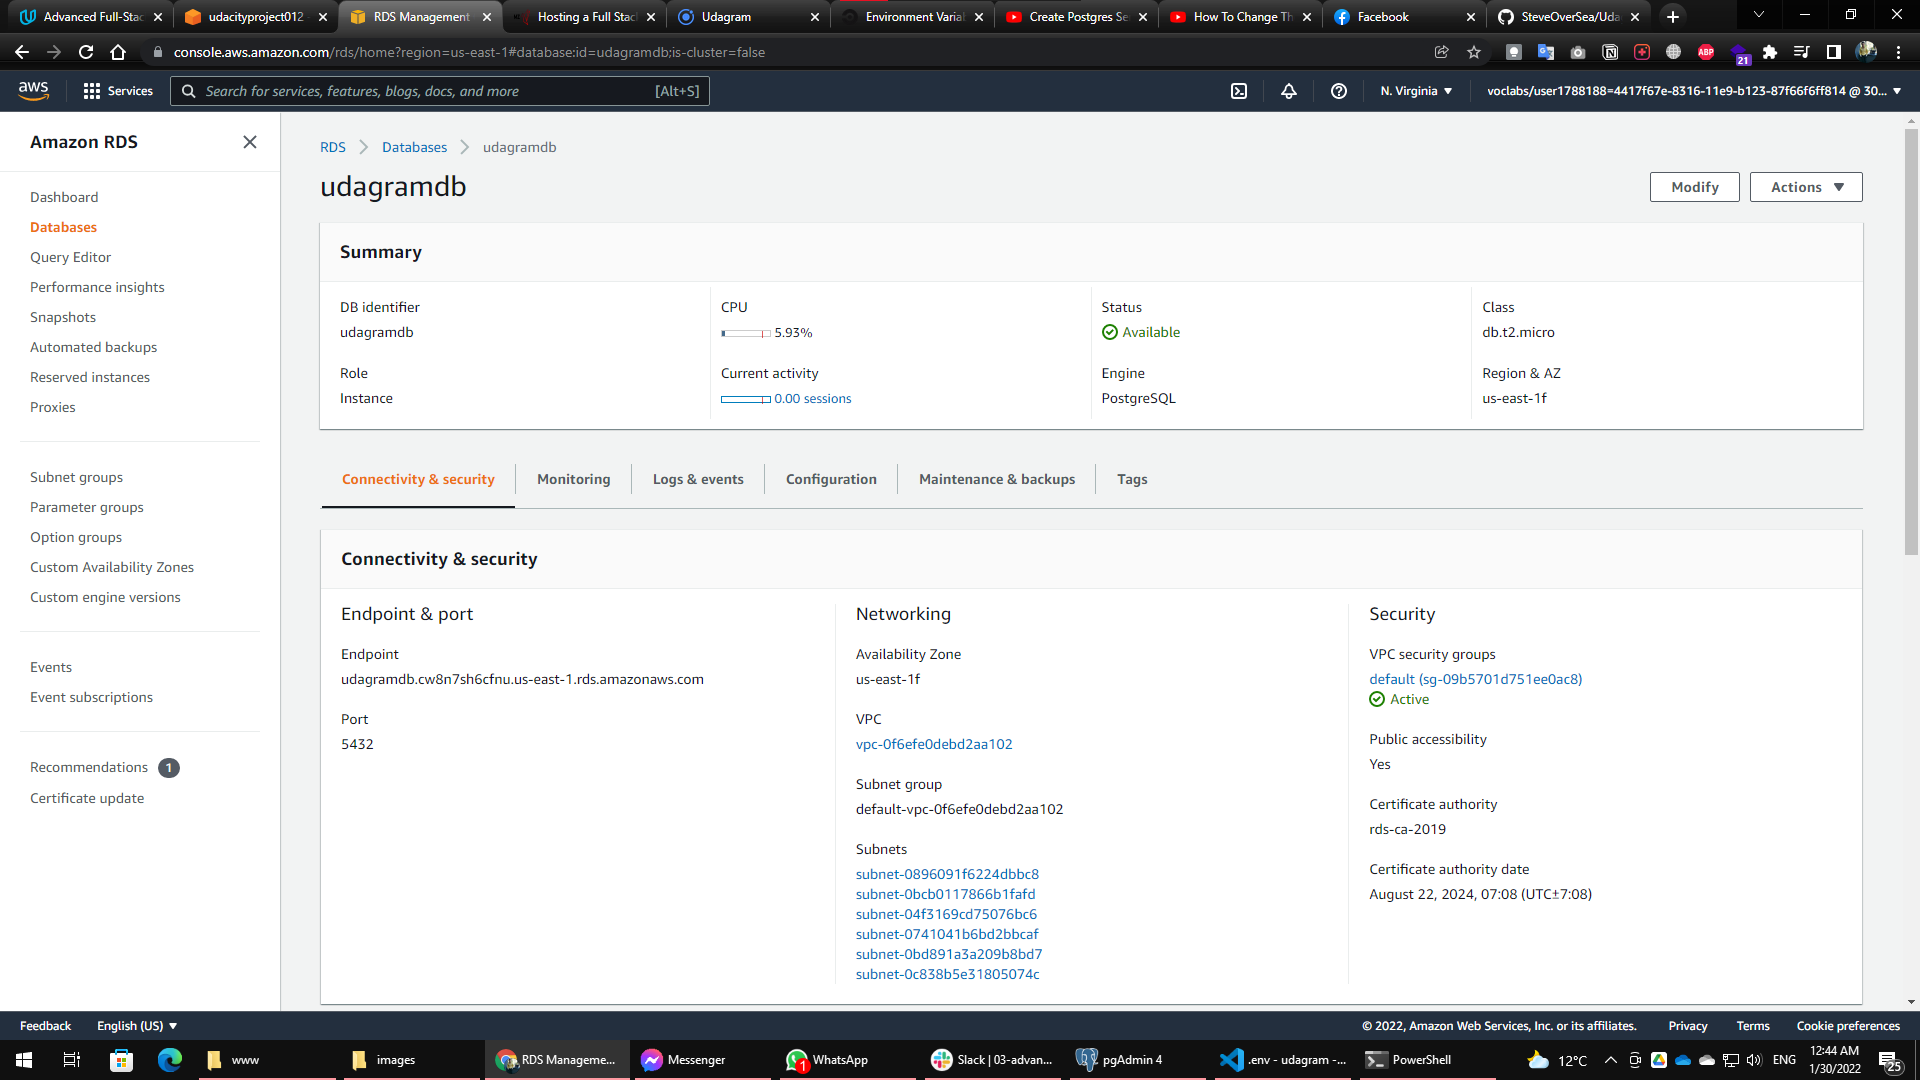 Advanced Full-Stac
udacityproject012
RDS Management
Hosting a Full Stac
Udagram
Environment Varia
Create Postgres Se
How To Change Th
Facebook
SteveOverSea/Uda
console.aws.amazon.com/rds/home?region=us-east-1#database:id=udagramdb;is-cluster=false
ABP
21
aws
Services
Search for services, features, blogs, docs, and more
[Alt+S]
N. Virginia
voclabs/user1788188=4417f67e-8316-11e9-b123-87f66f6ff814 @ 30...
Amazon RDS
Dashboard
Databases
Query Editor
Performance insights
Snapshots
Automated backups
Reserved instances
Proxies
Subnet groups
Parameter groups
Option groups
Custom Availability Zones
Custom engine versions
Events
Event subscriptions
Recommendations 1
Certificate update
RDS
Databases
udagramdb
udagramdb
Modify
Actions
Summary
DB identifier
udagramdb
CPU
5.93%
Status
Available
Class
db.t2.micro
Role
Instance
Current activity
0.00 sessions
Engine
PostgreSQL
Region & AZ
us-east-1f
Connectivity & security
Monitoring
Logs & events
Configuration
Maintenance & backups
Tags
Connectivity & security
Endpoint & port
Endpoint
udagramdb.cw8n7sh6cfnu.us-east-1.rds.amazonaws.com
Port
5432
Networking
Availability Zone
us-east-1f
VPC
vpc-0f6efe0debd2aa102
Subnet group
default-vpc-0f6efe0debd2aa102
Subnets
subnet-0896091f6224dbbc8
subnet-0bcb0117866b1fafd
subnet-04f3169cd75076bc6
subnet-0741041b6bd2bbcaf
subnet-0bd891a3a209b8bd7
subnet-0c838b5e31805074c
Security
VPC security groups
default (sg-09b5701d751ee0ac8)
Active
Public accessibility
Yes
Certificate authority
rds-ca-2019
Certificate authority date
August 22, 2024, 07:08 (UTC±7:08)
Feedback
English (US)
© 2022, Amazon Web Services, Inc. or its affiliates.
Privacy
Terms
Cookie preferences
www
images
RDS Manageme...
Messenger
1
WhatsApp
Slack | 03-advan...
pgAdmin 4
.env - udagram -...
PowerShell
12°C
ENG
12:44 AM
1/30/2022
25